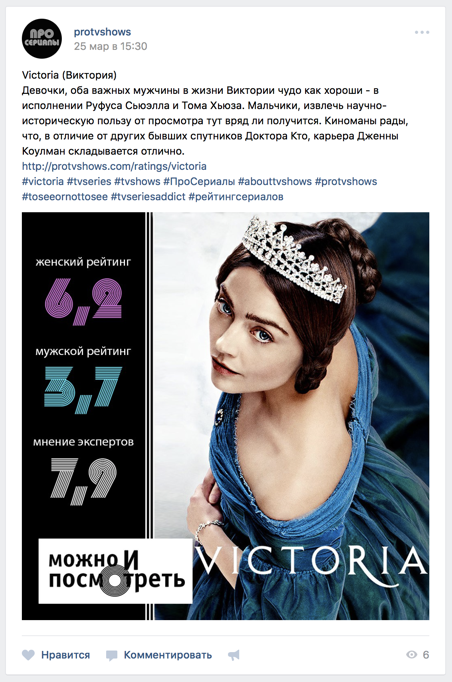 ПРО
СЕРИАЛЫ
protvshows
25 мар в 15:30
Victoria (Виктория)
Девочки, оба важных мужчины в жизни Виктории чудо как хороши - в
исполнении Руфуса Сьюэлла и Тома Хьюза. Мальчики, извлечь научно-
историческую пользу от просмотра тут вряд ли получится. Киноманы рады,
что, в отличие от других бывших спутников Доктора Кто, карьера Дженны
Коулман складывается отлично.
http://protvshows.com/ratings/victoria
#victoria #tvseries #tvshows #ПроСериалы #abouttvshows #protvshows
#toseeornottosee #tvseriesaddict #рейтингсериалов
женский рейтинг
6,2
мужской рейтинг
3,7
мнение экспертов
7,9
можно и
посмотреть
VICTORIA
Нравится
Комментировать
6